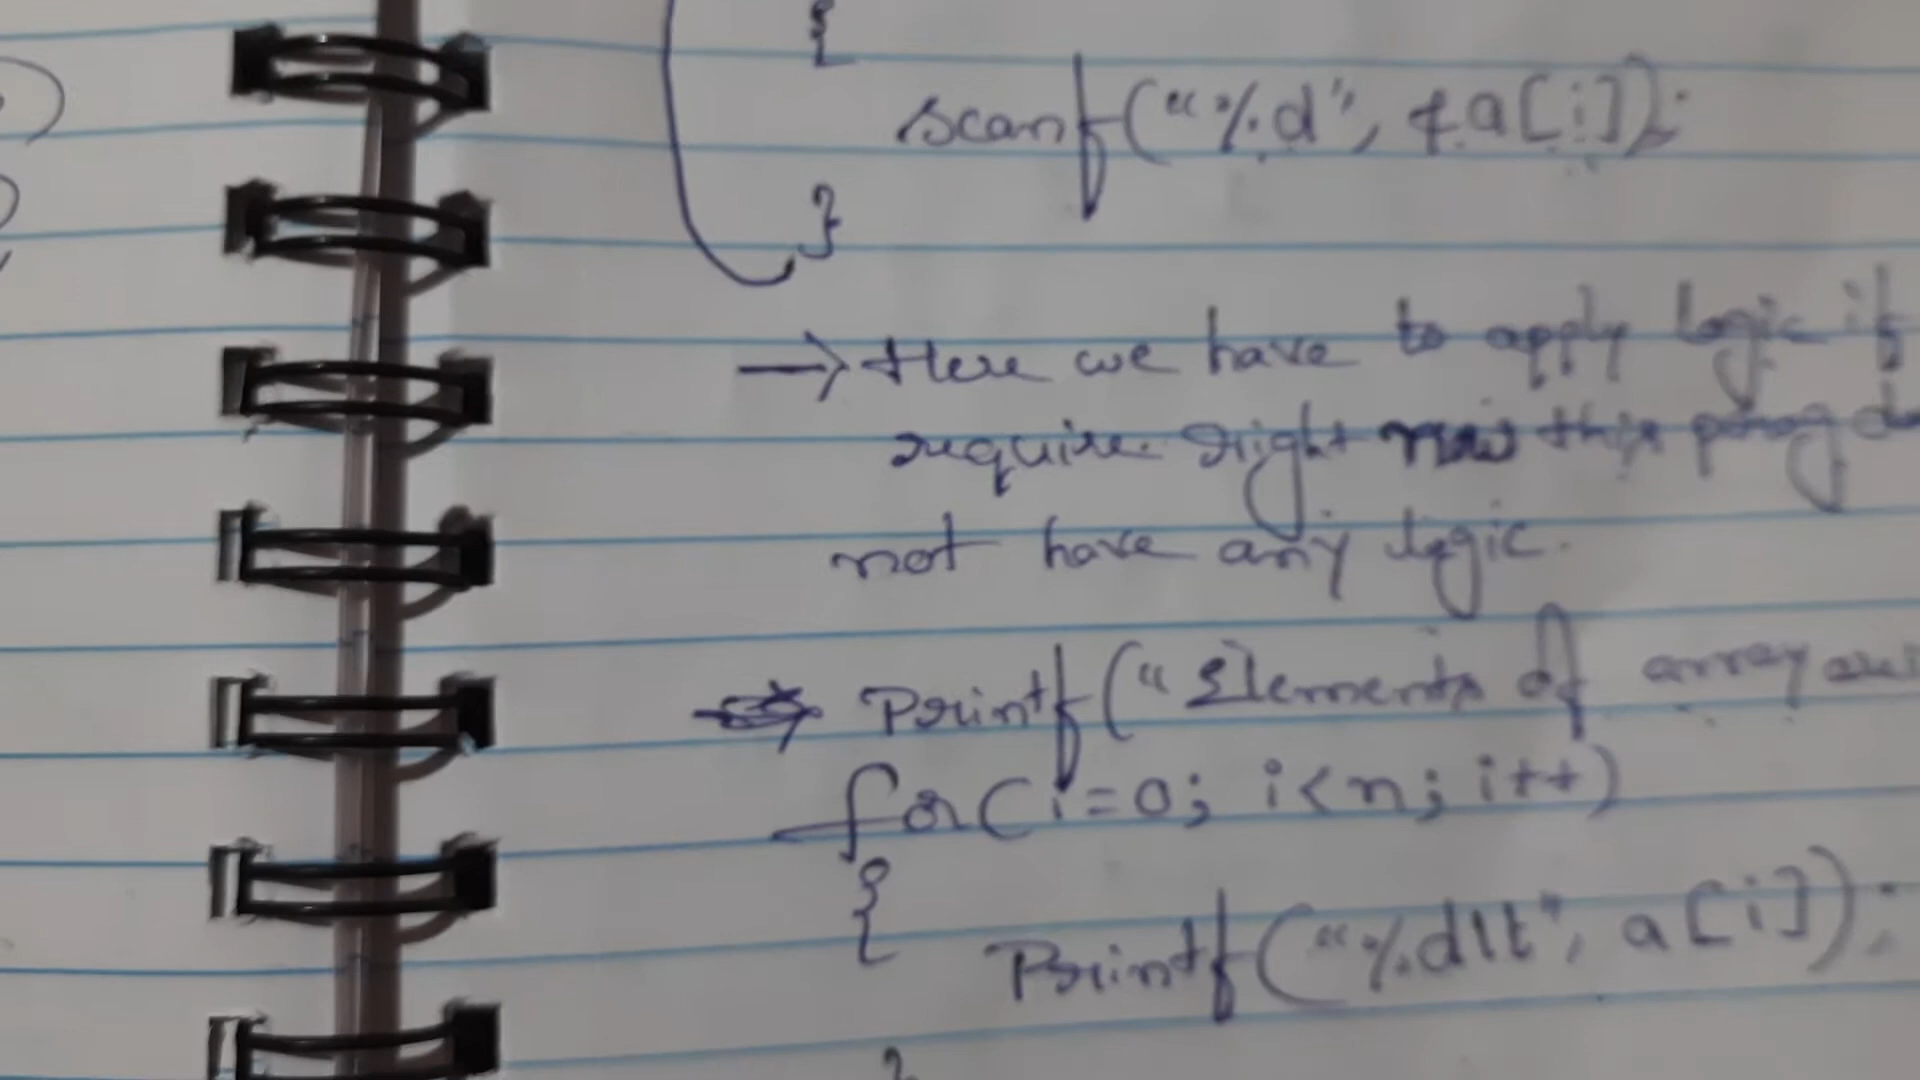 {
scanf("%d", &a[i]);
}
→ Here we have to apply logic if
require. right now this prog do
not have any logic.
Printf("Elements of array are
for(i=0; i<n; i++)
{
Printf("%d\t", a[i]);
}